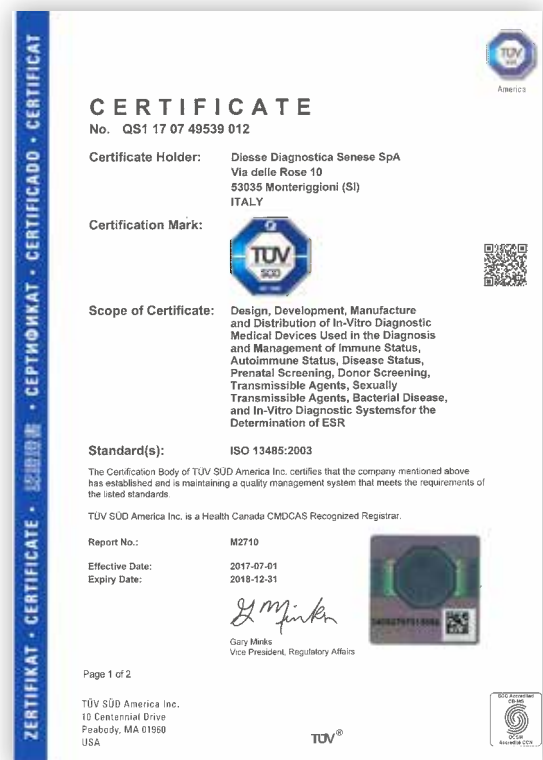 ZERTIFIKAT • CERTIFICATE • 認證證書 • СЕРТИФИКАТ • CERTIFICADO • CERTIFICAT
TÜV
SÜD
America
CERTIFICATE
No. QS1 17 07 49539 012
Certificate Holder: Diesse Diagnostica Senese SpA
Via delle Rose 10
53035 Monteriggioni (SI)
ITALY
Certification Mark:
TÜV
SÜD
Scope of Certificate: Design, Development, Manufacture
and Distribution of In-Vitro Diagnostic
Medical Devices Used in the Diagnosis
and Management of Immune Status,
Autoimmune Status, Disease Status,
Prenatal Screening, Donor Screening,
Transmissible Agents, Sexually
Transmissible Agents, Bacterial Disease,
and In-Vitro Diagnostic Systemsfor the
Determination of ESR
Standard(s): ISO 13485:2003
The Certification Body of TÜV SÜD America Inc. certifies that the company mentioned above
has established and is maintaining a quality management system that meets the requirements of
the listed standards.
TÜV SÜD America Inc. is a Health Canada CMDCAS Recognized Registrar.
Report No.: M2710
Effective Date: 2017-07-01
Expiry Date: 2018-12-31
G Minks
Gary Minks
Vice President, Regulatory Affairs
Page 1 of 2
TÜV SÜD America Inc.
10 Centennial Drive
Peabody, MA 01960
USA
TÜV®